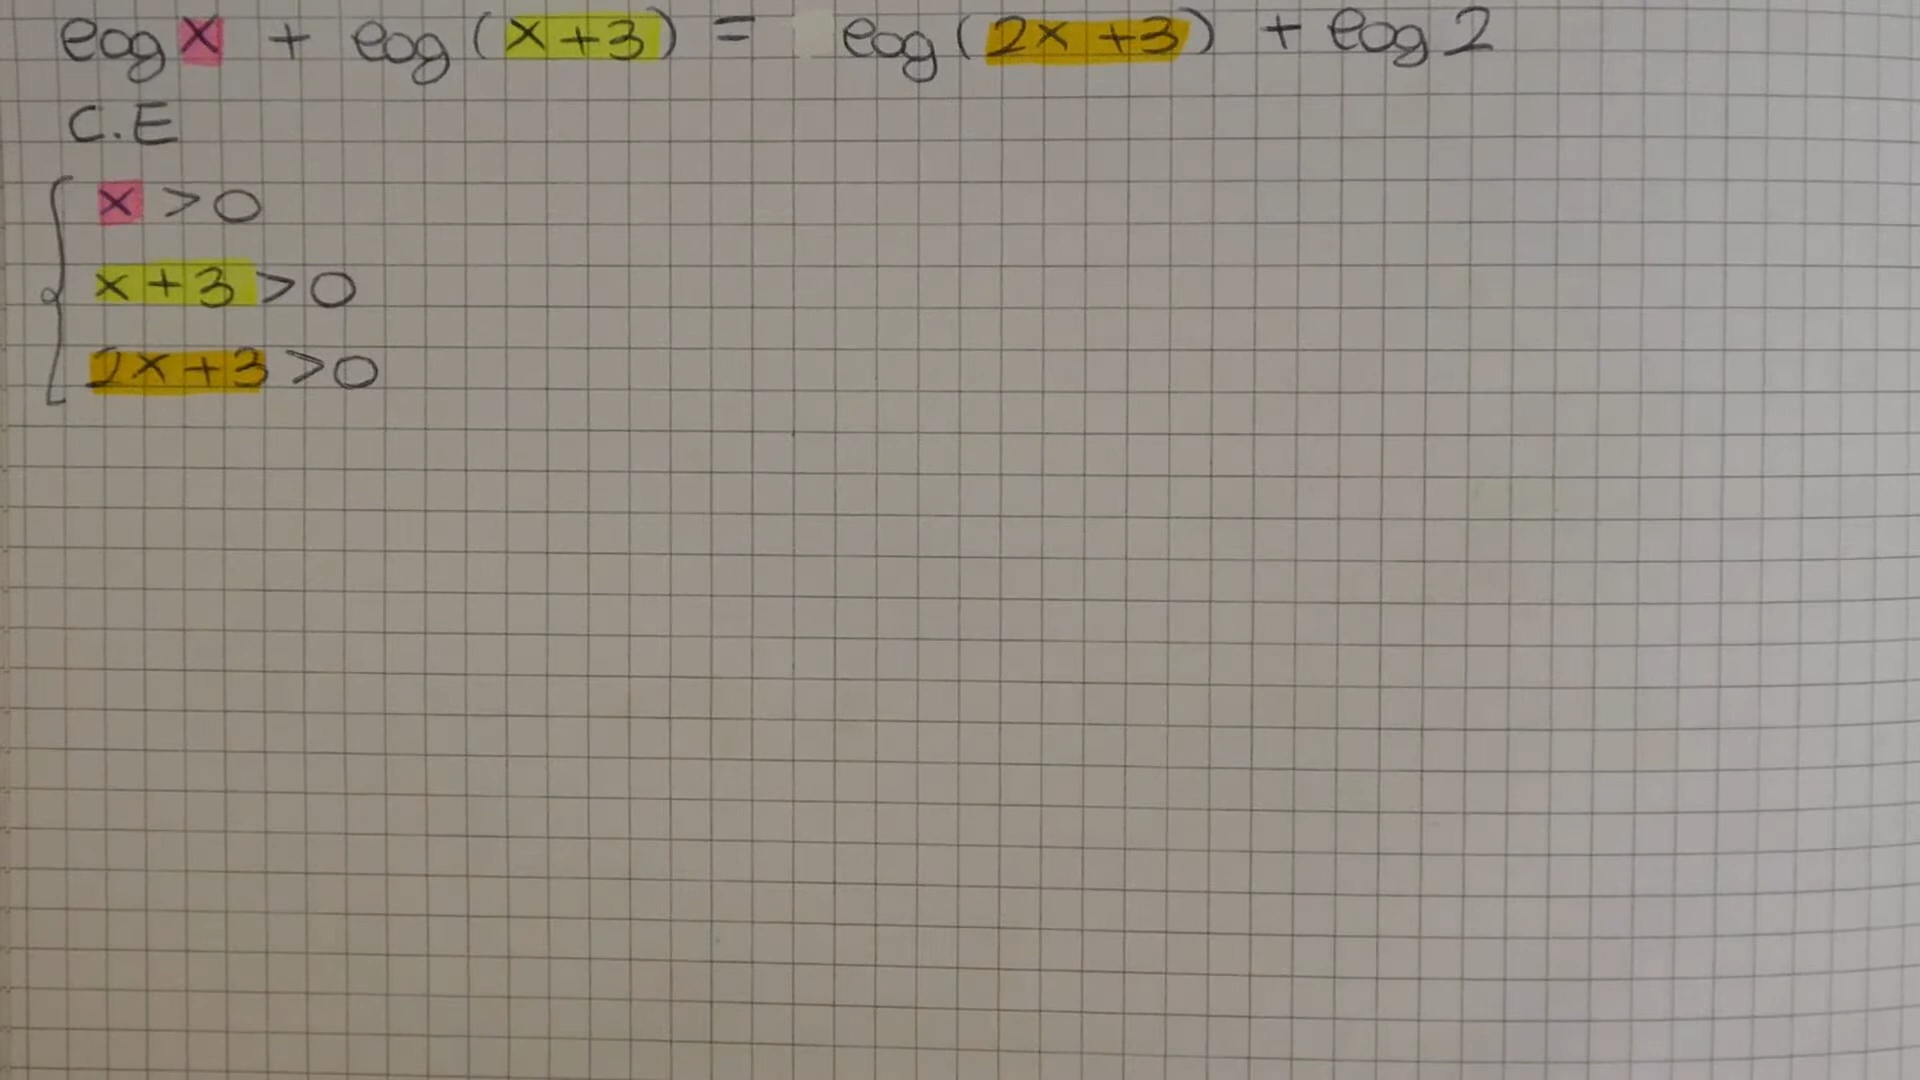 log x + log (x+3) = log (2x+3) + log 2
C.E
x > 0
x+3 > 0
2x+3 > 0